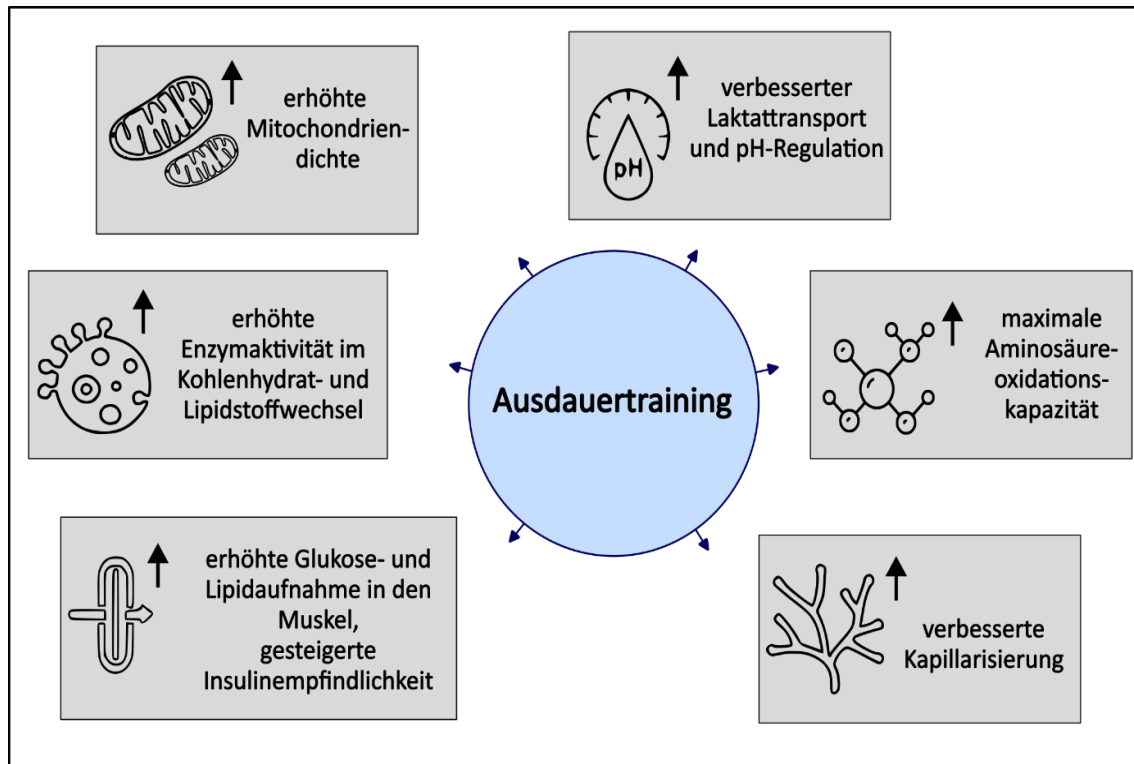 erhöhte
Mitochondrien-
dichte
verbesserter
Laktattransport
und pH-Regulation
pH
erhöhte
Enzymaktivität im
Kohlenhydrat- und
Lipidstoffwechsel
Ausdauertraining
maximale
Aminosäure-
oxidations-
kapazität
erhöhte Glukose- und
Lipidaufnahme in den
Muskel,
gesteigerte
Insulinempfindlichkeit
verbesserte
Kapillarisierung